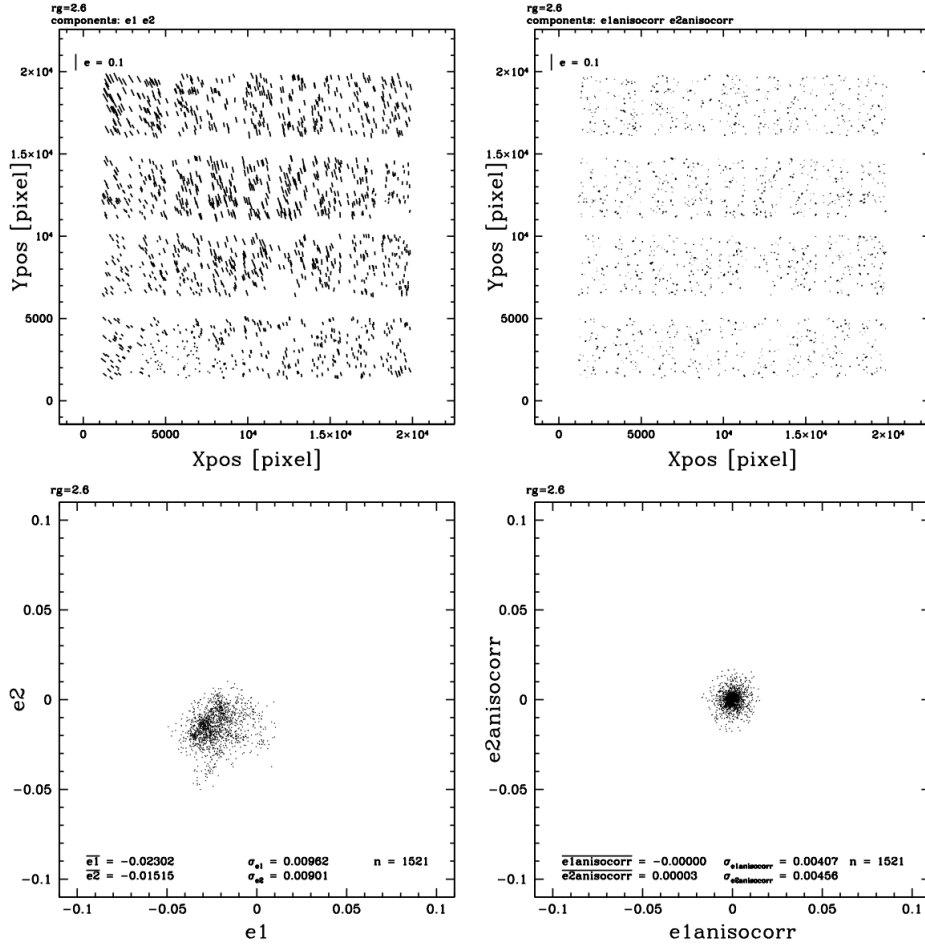 rg=2.6
components: e1 e2
e = 0.1
2×10⁴
1.5×10⁴
10⁴
5000
0
Ypos [pixel]
0 5000 10⁴ 1.5×10⁴ 2×10⁴
Xpos [pixel]
rg=2.6
components: e1anisocorr e2anisocorr
e = 0.1
2×10⁴
1.5×10⁴
10⁴
5000
0
Ypos [pixel]
0 5000 10⁴ 1.5×10⁴ 2×10⁴
Xpos [pixel]
rg=2.6
0.1
0.05
0
−0.05
−0.1
e2
e1 = −0.02302 σe1 = 0.00962 n = 1521
e2 = −0.01515 σe2 = 0.00901
−0.1 −0.05 0 0.05 0.1
e1
rg=2.6
0.1
0.05
0
−0.05
−0.1
e2anisocorr
e1anisocorr = −0.00000 σe1anisocorr = 0.00407 n = 1521
e2anisocorr = 0.00003 σe2anisocorr = 0.00456
−0.1 −0.05 0 0.05 0.1
e1anisocorr